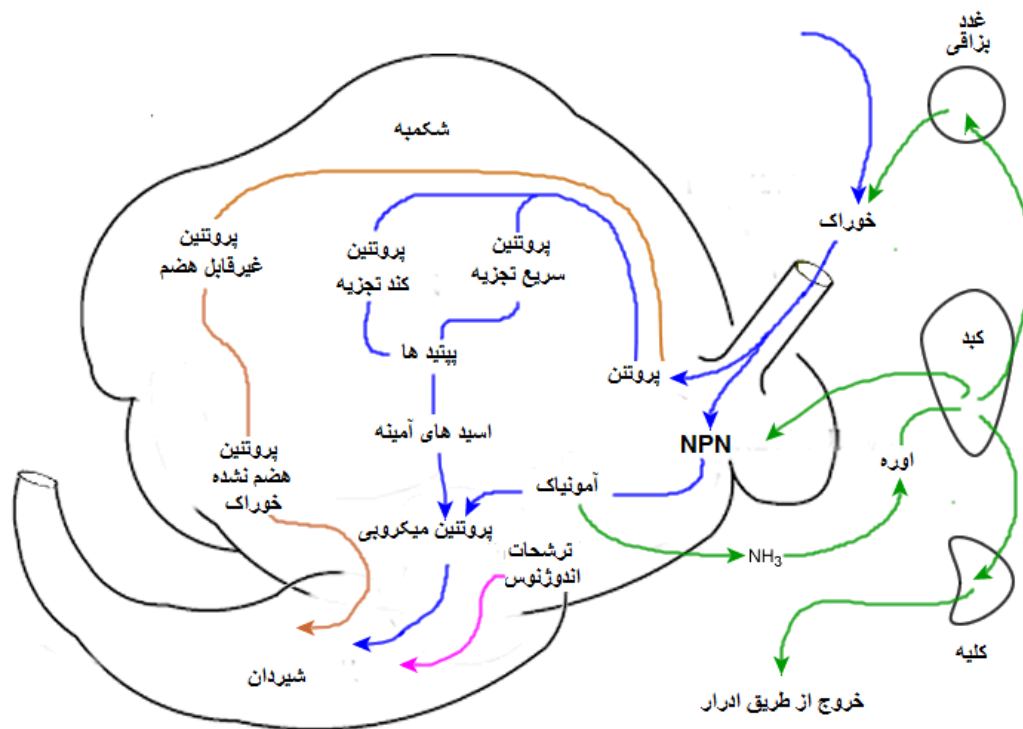 غدد
بزاقی
شکمبه
خوراک
پروتئین
غیرقابل هضم
پروتئین
کند تجزیه
پروتئین
سریع تجزیه
کبد
پپتید ها
پروتئن
اسید های آمینه
NPN
پروتئین
هضم نشده
خوراک
آمونیاک
اوره
پروتئین میکروبی
ترشحات
اندوژنوس
NH₃
کلیه
شیردان
خروج از طریق ادرار